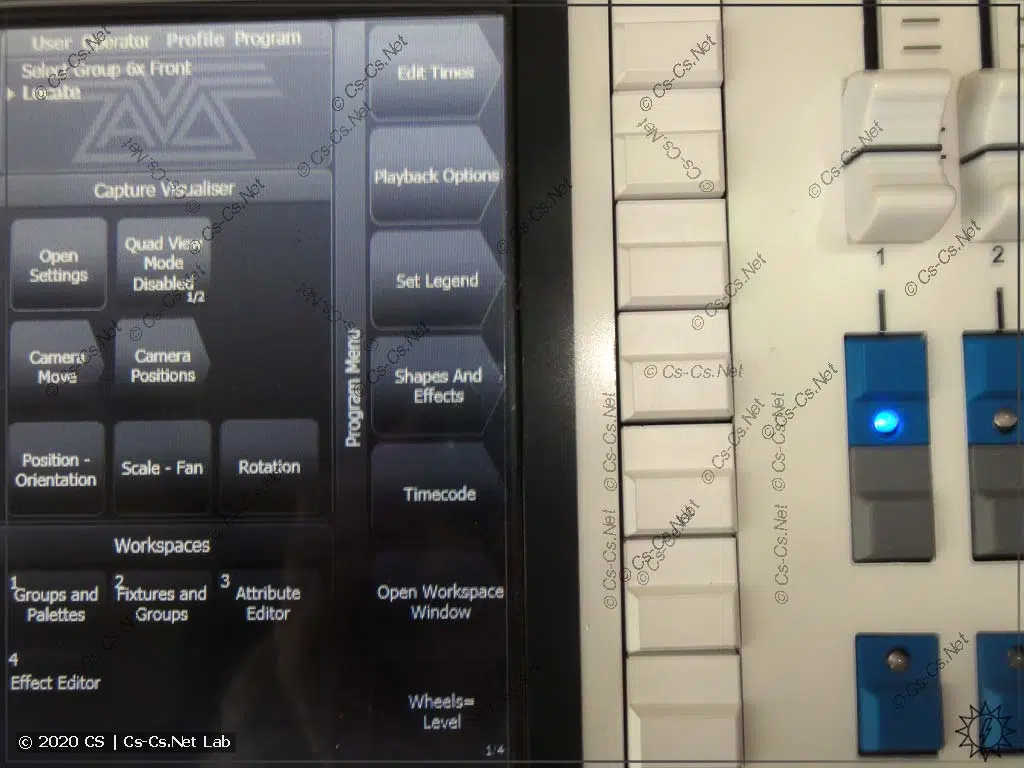 User Operator Profile Program
Select Group 6x Front
Locate
AVO
Capture Visualiser
Open
Settings
Quad View
Mode
Disabled
1/2
Camera
Move
Camera
Positions
Position -
Orientation
Scale - Fan
Rotation
Workspaces
1
Groups and
Palettes
2
Fixtures and
Groups
3
Attribute
Editor
4
Effect Editor
Program Menu
Edit Times
Playback Options
Set Legend
Shapes And
Effects
Timecode
Open Workspace
Window
Wheels=
Level
1/4
1
2
© Cs-Cs.Net
© 2020 CS | Cs-Cs.Net Lab